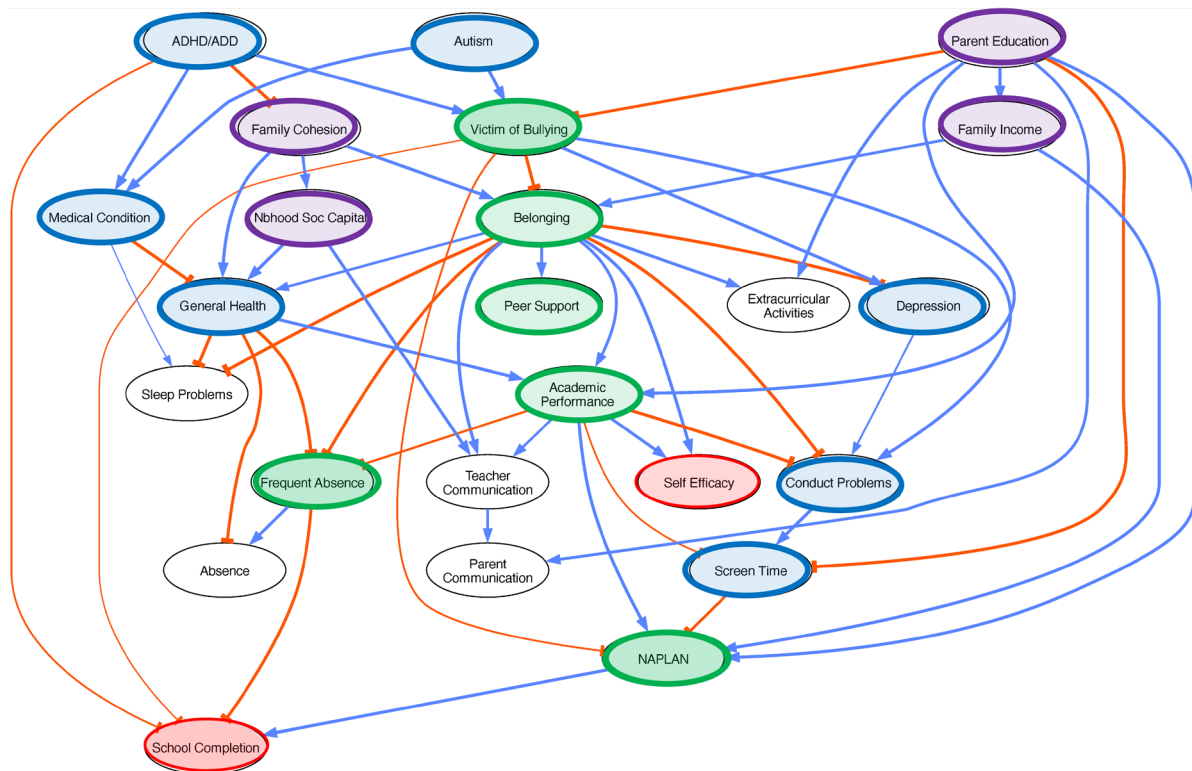 ADHD/ADD
Autism
Parent Education
Family Cohesion
Victim of Bullying
Family Income
Medical Condition
Nbhood Soc Capital
Belonging
General Health
Peer Support
Extracurricular
Activities
Depression
Sleep Problems
Academic
Performance
Frequent Absence
Teacher
Communication
Self Efficacy
Conduct Problems
Absence
Parent
Communication
Screen Time
NAPLAN
School Completion